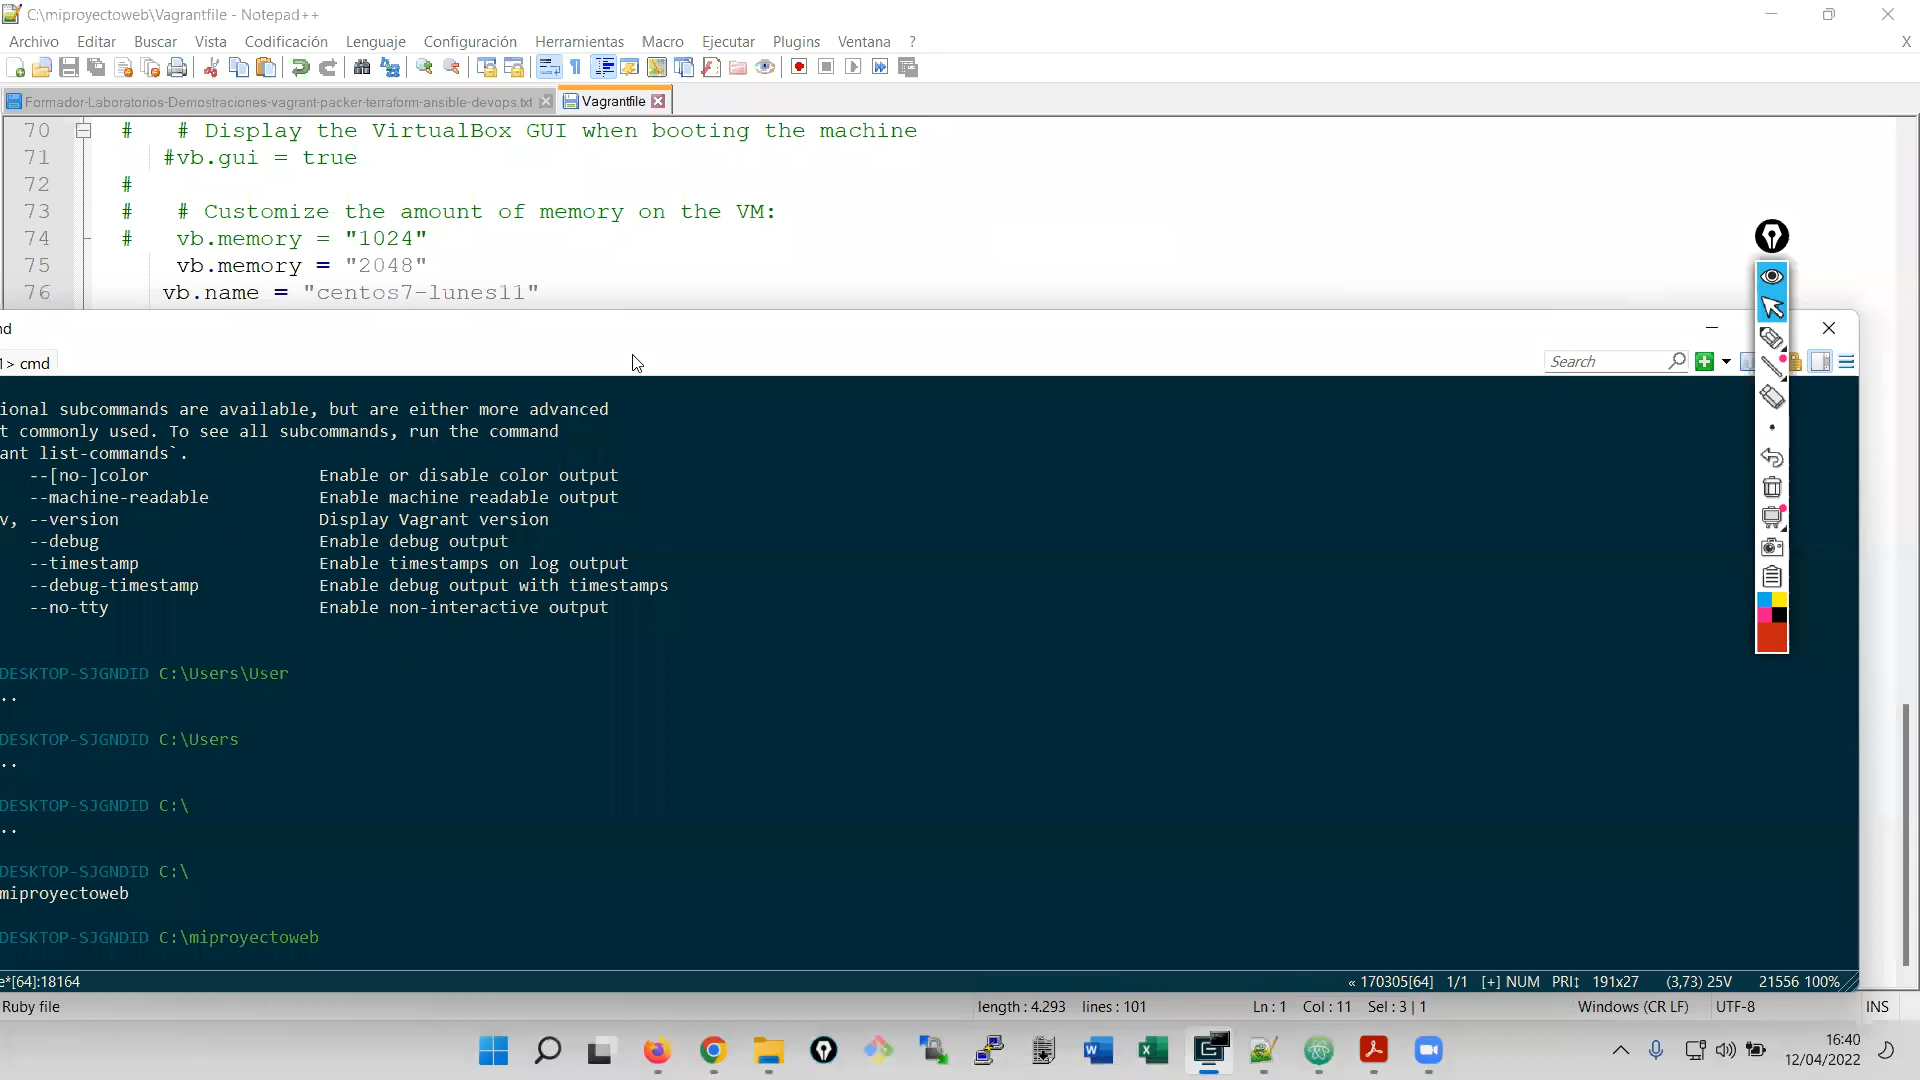 C:\miproyectoweb\Vagrantfile - Notepad++
Archivo Editar Buscar Vista Codificación Lenguaje Configuración Herramientas Macro Ejecutar Plugins Ventana ?
X
Formador-Laboratorios-Demostraciones-vagrant-packer-terraform-ansible-devops.txt Vagrantfile
70 # # Display the VirtualBox GUI when booting the machine
71 #vb.gui = true
72 #
73 # # Customize the amount of memory on the VM:
74 # vb.memory = "1024"
75 vb.memory = "2048"
76 vb.name = "centos7-lunes11"
nd
1> cmd
Search
ional subcommands are available, but are either more advanced
t commonly used. To see all subcommands, run the command
ant list-commands`.
--[no-]color Enable or disable color output
--machine-readable Enable machine readable output
v, --version Display Vagrant version
--debug Enable debug output
--timestamp Enable timestamps on log output
--debug-timestamp Enable debug output with timestamps
--no-tty Enable non-interactive output
DESKTOP-SJGNDID C:\Users\User
..
DESKTOP-SJGNDID C:\Users
..
DESKTOP-SJGNDID C:\
..
DESKTOP-SJGNDID C:\
miproyectoweb
DESKTOP-SJGNDID C:\miproyectoweb
e*[64]:18164 « 170305[64] 1/1 [+] NUM PRI↕ 191x27 (3,73) 25V 21556 100%
Ruby file length : 4.293 lines : 101 Ln : 1 Col : 11 Sel : 3 | 1 Windows (CR LF) UTF-8 INS
16:40
12/04/2022